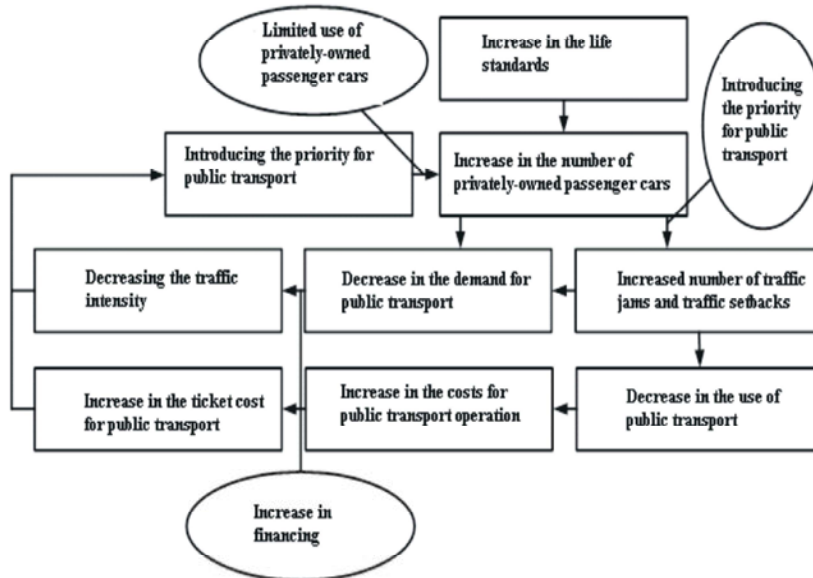 Limited use of
privately-owned
passenger cars
Increase in the life
standards
Introducing
the priority
for public
transport
Introducing the priority for
public transport
Increase in the number of
privately-owned passenger cars
Decreasing the traffic
intensity
Decrease in the demand for
public transport
Increased number of traffic
jams and traffic setbacks
Increase in the ticket cost
for public transport
Increase in the costs for
public transport operation
Decrease in the use of
public transport
Increase in
financing